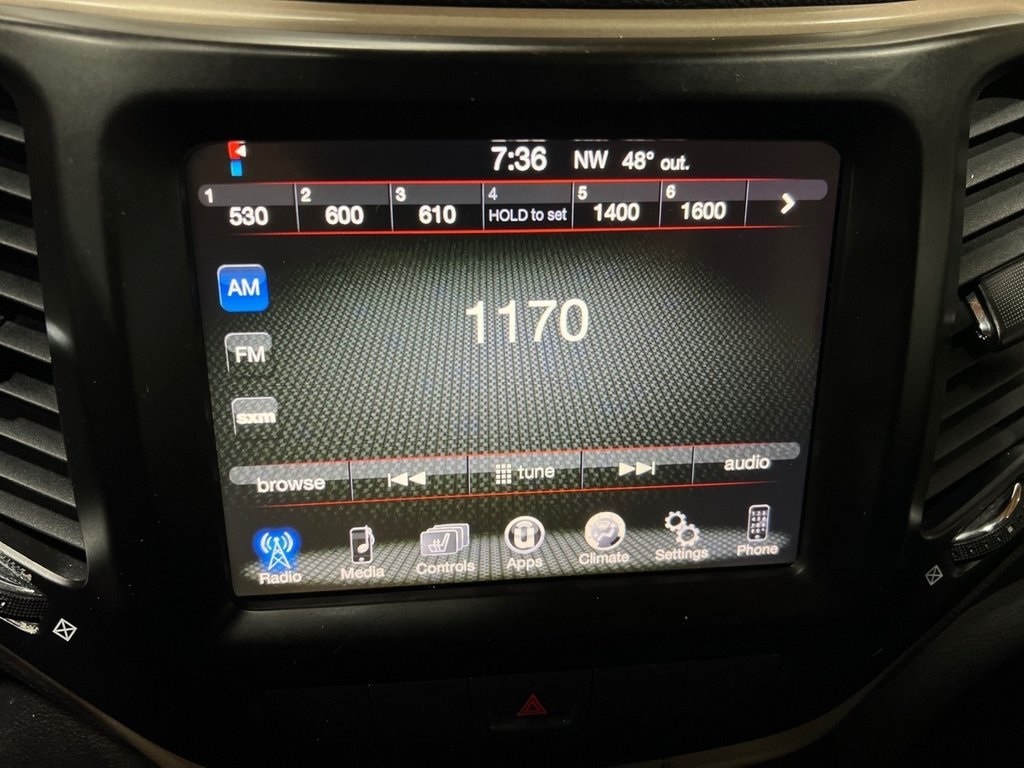 7:36 NW 48° out.
1 530 2 600 3 610 4 HOLD to set 5 1400 6 1600
AM
1170
FM
sxm
browse tune audio
Radio Media Controls Apps Climate Settings Phone